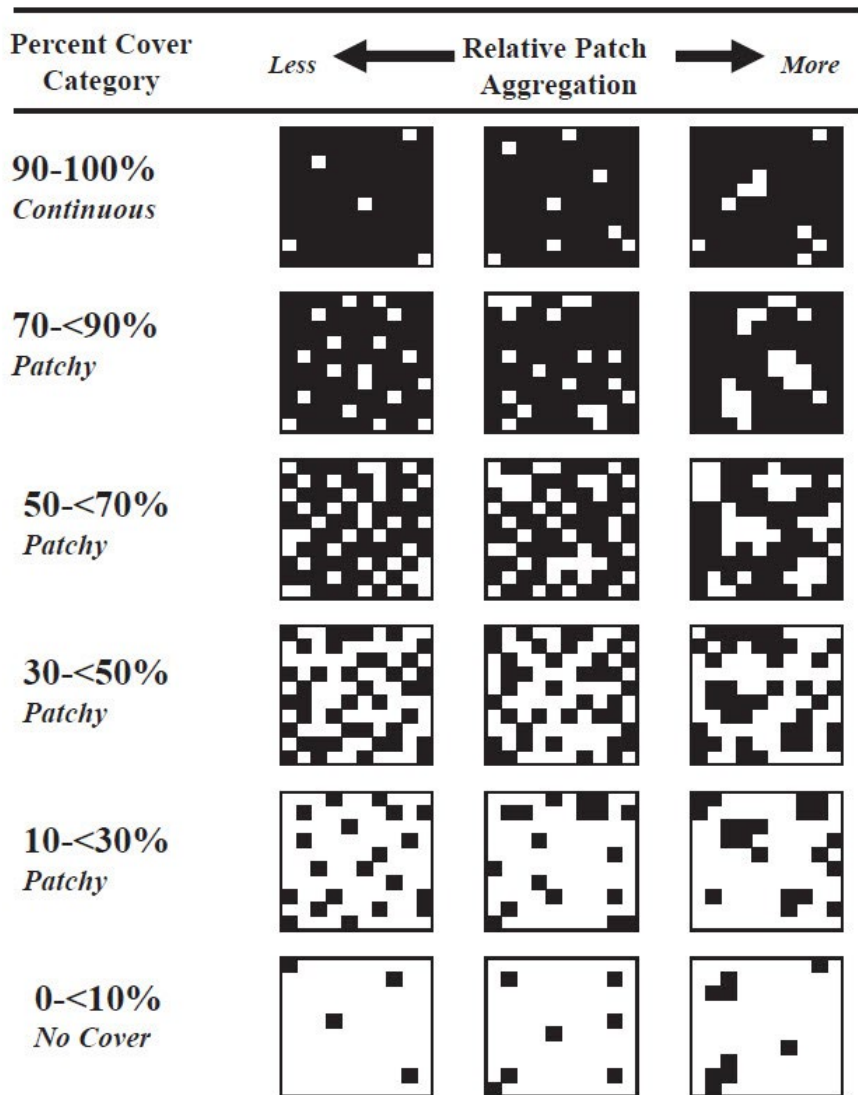 Percent Cover
Category
Less
Relative Patch
Aggregation
More
90-100%
Continuous
70-<90%
Patchy
50-<70%
Patchy
30-<50%
Patchy
10-<30%
Patchy
0-<10%
No Cover